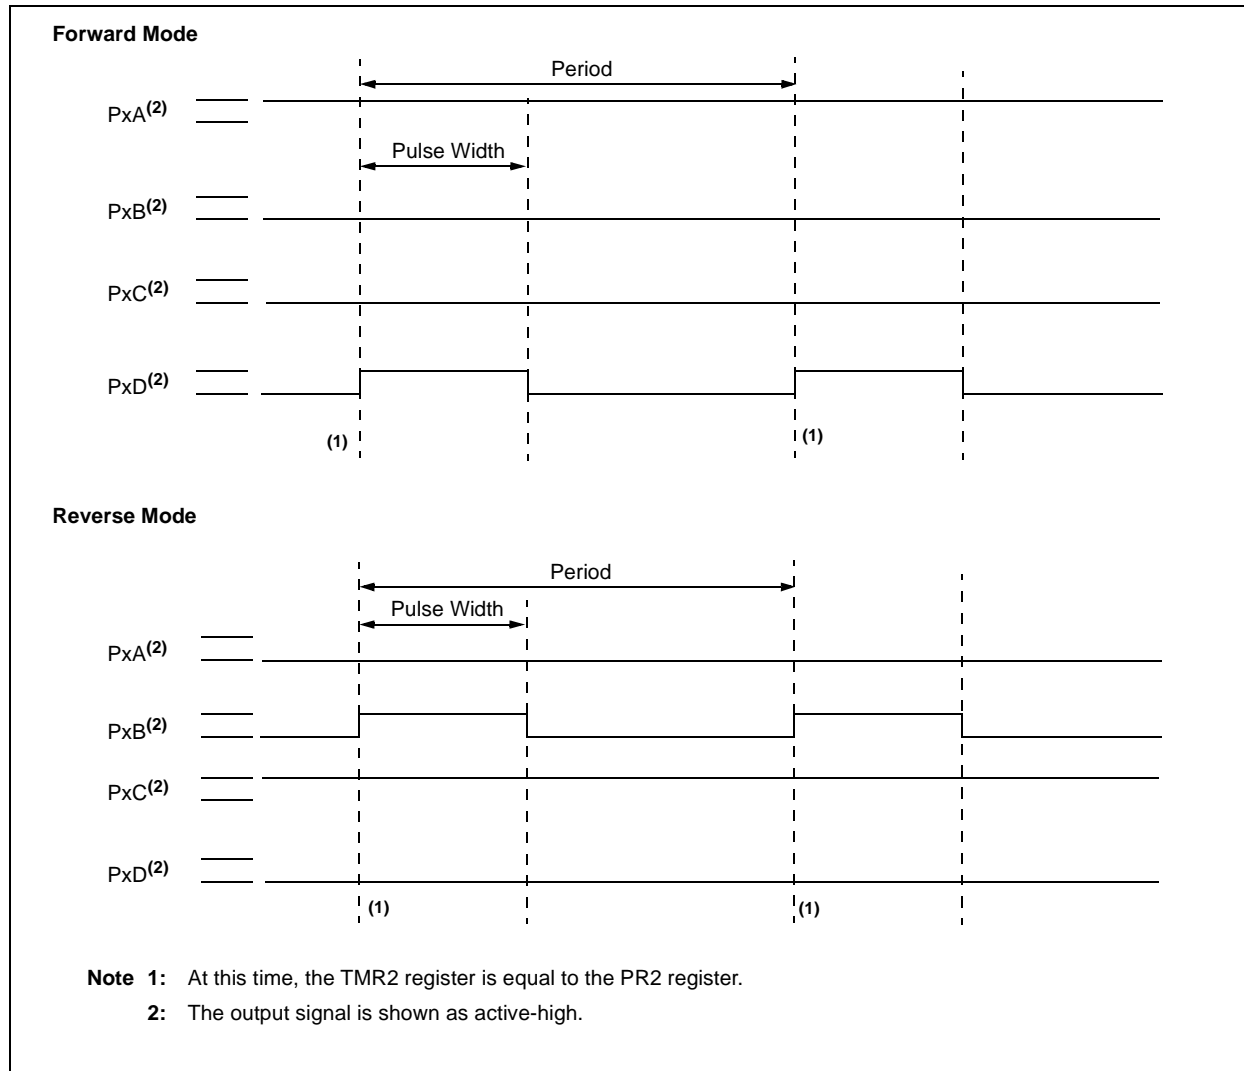 Forward Mode
Period
PxA(2)
Pulse Width
PxB(2)
PxC(2)
PxD(2)
(1)
(1)
Reverse Mode
Period
Pulse Width
PxA(2)
PxB(2)
PxC(2)
PxD(2)
(1)
(1)
Note 1: At this time, the TMR2 register is equal to the PR2 register.
2: The output signal is shown as active-high.